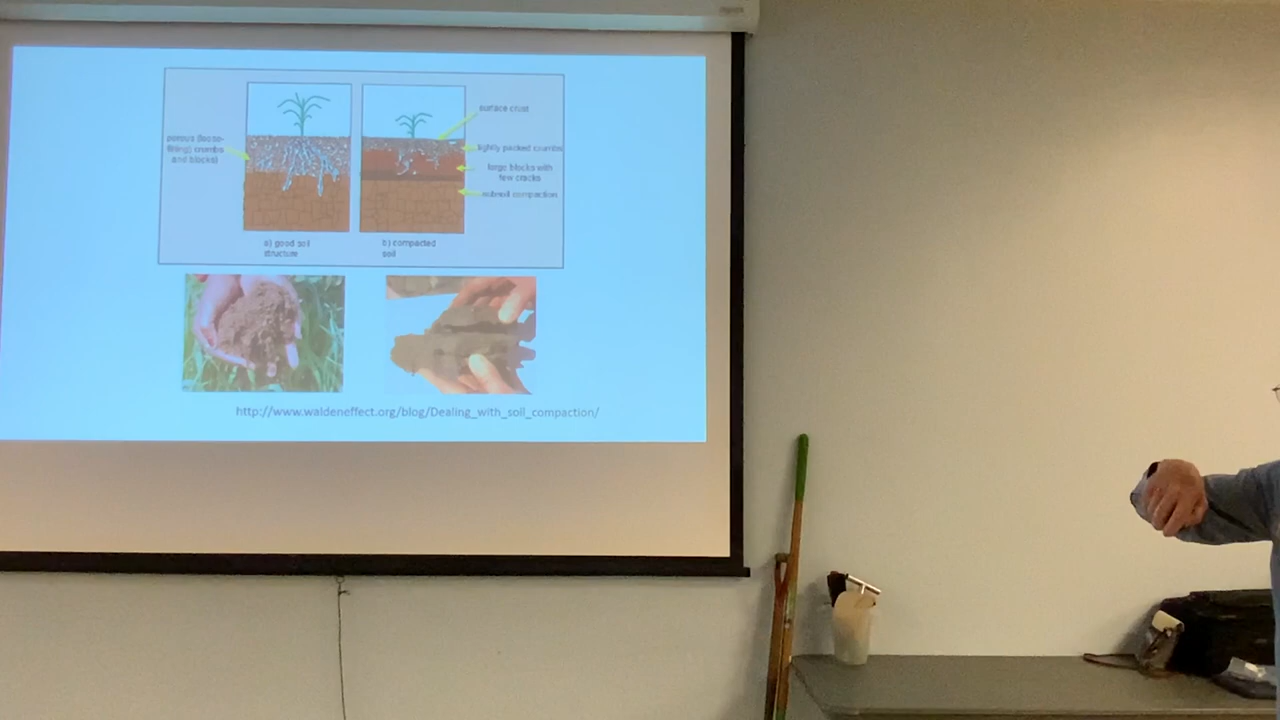 surface crust
porous (loose-
fitting) crumbs
and blocks)
tightly packed crumbs
large blocks with
few cracks
subsoil compaction
a) good soil
structure
b) compacted
soil
http://www.waldeneffect.org/blog/Dealing_with_soil_compaction/